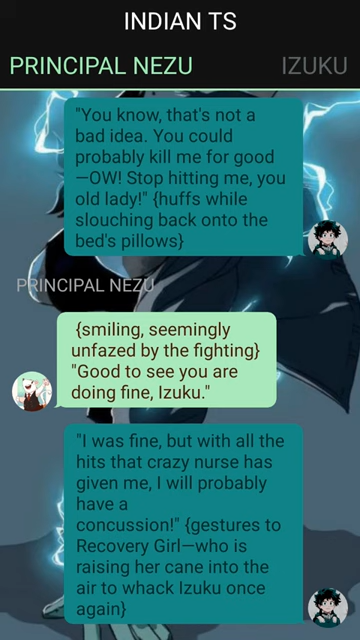 INDIAN TS
PRINCIPAL NEZU IZUKU
"You know, that's not a
bad idea. You could
probably kill me for good
—OW! Stop hitting me, you
old lady!" {huffs while
slouching back onto the
bed's pillows}
PRINCIPAL NEZU
{smiling, seemingly
unfazed by the fighting}
"Good to see you are
doing fine, Izuku."
"I was fine, but with all the
hits that crazy nurse has
given me, I will probably
have a
concussion!" {gestures to
Recovery Girl—who is
raising her cane into the
air to whack Izuku once
again}